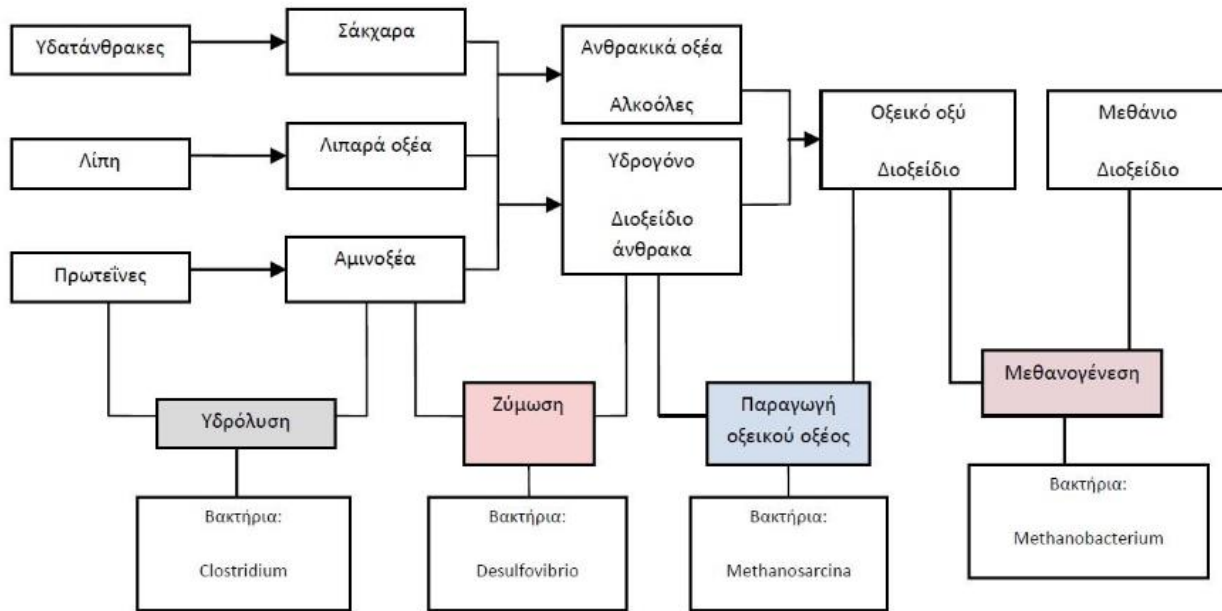 Υδατάνθρακες
Σάκχαρα
Ανθρακικά οξέα
Αλκοόλες
Οξεικό οξύ
Διοξείδιο
Μεθάνιο
Διοξείδιο
Λίπη
Λιπαρά οξέα
Υδρογόνο
Διοξείδιο
άνθρακα
Πρωτεΐνες
Αμινοξέα
Υδρόλυση
Ζύμωση
Παραγωγή
οξεικού οξέος
Μεθανογένεση
Βακτήρια:
Clostridium
Βακτήρια:
Desulfovibrio
Βακτήρια:
Methanosarcina
Βακτήρια:
Methanobacterium